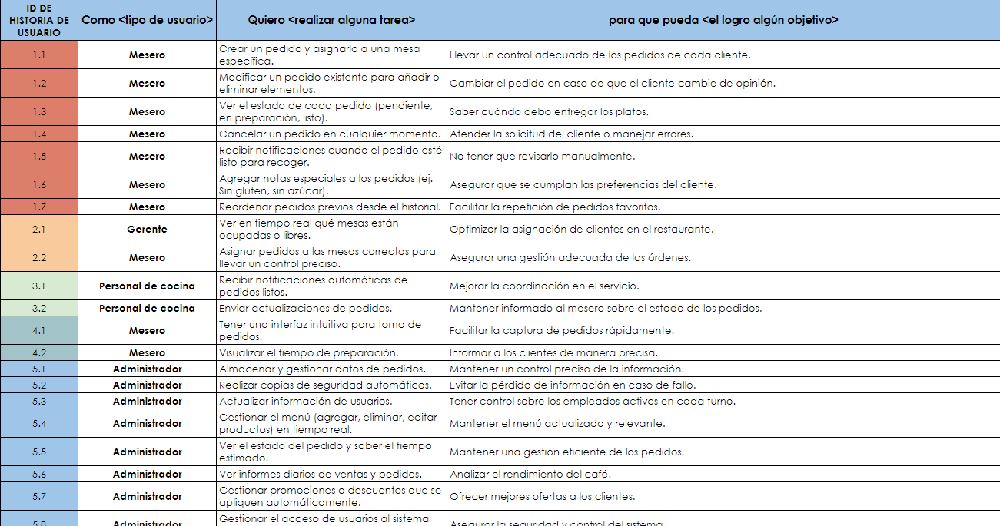 ID DE
HISTORIA DE
USUARIO
Como <tipo de usuario>
Quiero <realizar alguna tarea>
para que pueda <el logro algún objetivo>
1.1
Mesero
Crear un pedido y asignarlo a una mesa
específica.
Llevar un control adecuado de los pedidos de cada cliente.
1.2
Mesero
Modificar un pedido existente para añadir o
eliminar elementos.
Cambiar el pedido en caso de que el cliente cambie de opinión.
1.3
Mesero
Ver el estado de cada pedido (pendiente,
en preparación, listo).
Saber cuándo debo entregar los platos.
1.4
Mesero
Cancelar un pedido en cualquier momento.
Atender la solicitud del cliente o manejar errores.
1.5
Mesero
Recibir notificaciones cuando el pedido esté
listo para recoger.
No tener que revisarlo manualmente.
1.6
Mesero
Agregar notas especiales a los pedidos (ej.
Sin gluten, sin azúcar).
Asegurar que se cumplan las preferencias del cliente.
1.7
Mesero
Reordenar pedidos previos desde el historial.
Facilitar la repetición de pedidos favoritos.
2.1
Gerente
Ver en tiempo real qué mesas están
ocupadas o libres.
Optimizar la asignación de clientes en el restaurante.
2.2
Mesero
Asignar pedidos a las mesas correctas para
llevar un control preciso.
Asegurar una gestión adecuada de las órdenes.
3.1
Personal de cocina
Recibir notificaciones automáticas de
pedidos listos.
Mejorar la coordinación en el servicio.
3.2
Personal de cocina
Enviar actualizaciones de pedidos.
Mantener informado al mesero sobre el estado de los pedidos.
4.1
Mesero
Tener una interfaz intuitiva para toma de
pedidos.
Facilitar la captura de pedidos rápidamente.
4.2
Mesero
Visualizar el tiempo de preparación.
Informar a los clientes de manera precisa.
5.1
Administrador
Almacenar y gestionar datos de pedidos.
Mantener un control preciso de la información.
5.2
Administrador
Realizar copias de seguridad automáticas.
Evitar la pérdida de información en caso de fallo.
5.3
Administrador
Actualizar información de usuarios.
Tener control sobre los empleados activos en cada turno.
5.4
Administrador
Gestionar el menú (agregar, eliminar, editar
productos) en tiempo real.
Mantener el menú actualizado y relevante.
5.5
Administrador
Ver el estado del pedido y saber el tiempo
estimado.
Mantener una gestión eficiente de los pedidos.
5.6
Administrador
Ver informes diarios de ventas y pedidos.
Analizar el rendimiento del café.
5.7
Administrador
Gestionar promociones o descuentos que se
apliquen automáticamente.
Ofrecer mejores ofertas a los clientes.
5.8
Administrador
Gestionar el acceso de usuarios al sistema
Asegurar la seguridad y control del sistema